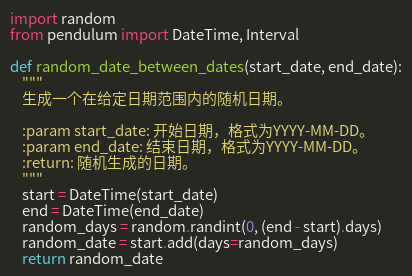 import random
from pendulum import DateTime, Interval

def random_date_between_dates(start_date, end_date):
    """
    生成一个在给定日期范围内的随机日期。

    :param start_date: 开始日期，格式为YYYY-MM-DD。
    :param end_date: 结束日期，格式为YYYY-MM-DD。
    :return: 随机生成的日期。
    """
    start = DateTime(start_date)
    end = DateTime(end_date)
    random_days = random.randint(0, (end - start).days)
    random_date = start.add(days=random_days)
    return random_date